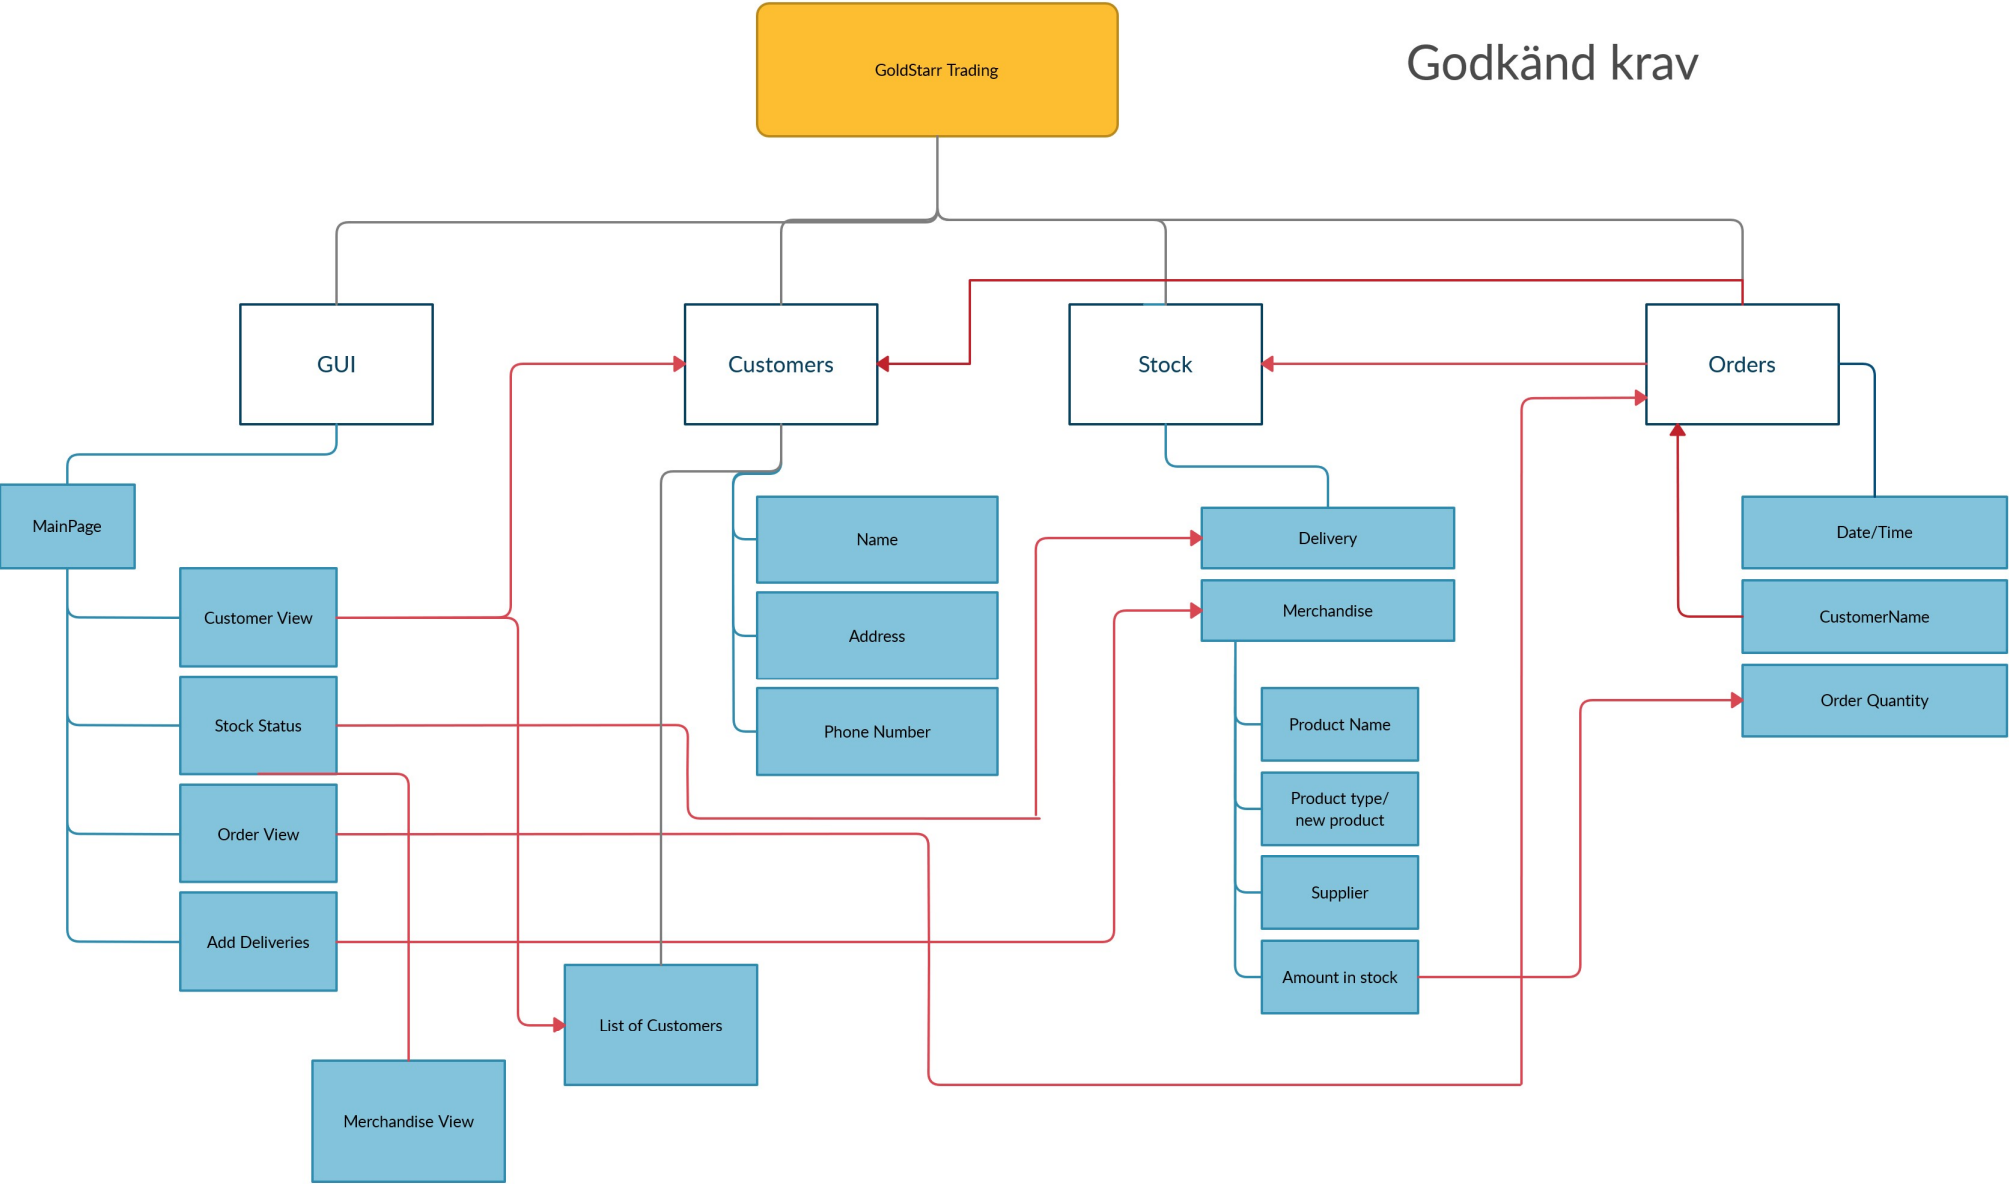 GoldStarr Trading
Godkänd krav
GUI
Customers
Stock
Orders
MainPage
Customer View
Stock Status
Order View
Add Deliveries
Merchandise View
Name
Address
Phone Number
List of Customers
Delivery
Merchandise
Product Name
Product type/
new product
Supplier
Amount in stock
Date/Time
CustomerName
Order Quantity